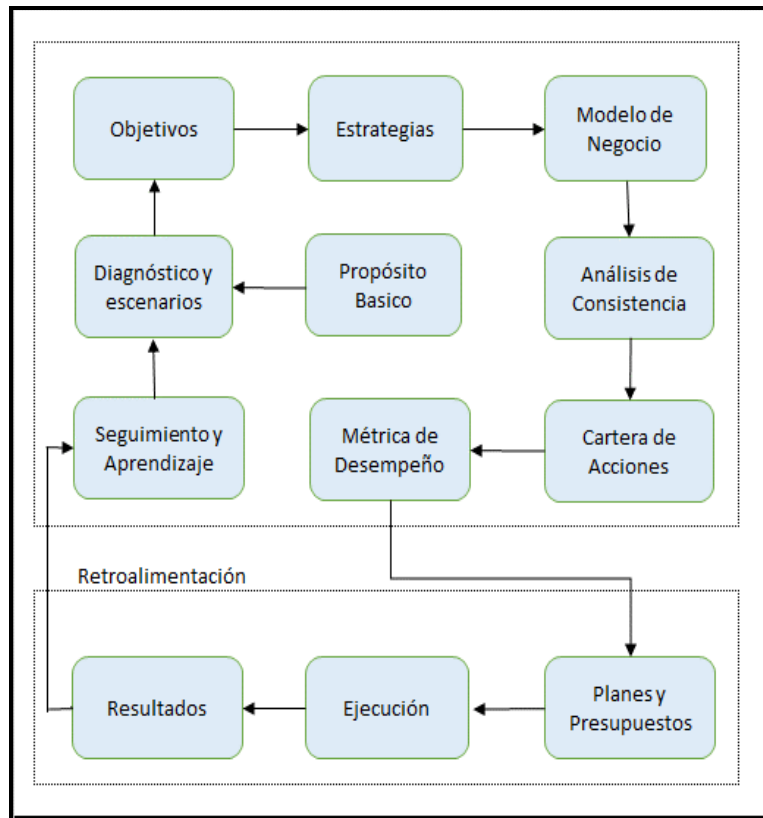 Objetivos
Estrategias
Modelo de
Negocio
Diagnóstico y
escenarios
Propósito
Basico
Análisis de
Consistencia
Seguimiento y
Aprendizaje
Métrica de
Desempeño
Cartera de
Acciones
Retroalimentación
Resultados
Ejecución
Planes y
Presupuestos